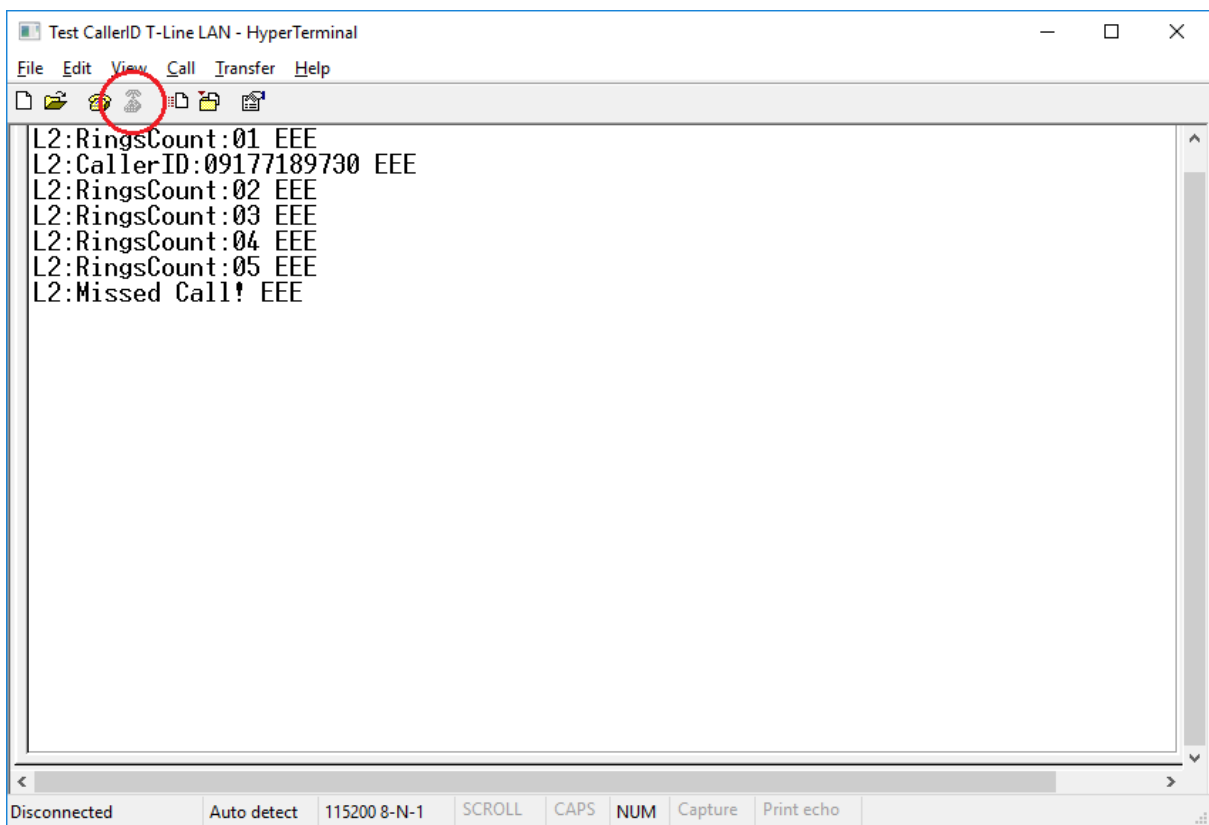 Test CallerID T-Line LAN - HyperTerminal
File Edit View Call Transfer Help
L2:RingsCount:01 EEE
L2:CallerID:09177189730 EEE
L2:RingsCount:02 EEE
L2:RingsCount:03 EEE
L2:RingsCount:04 EEE
L2:RingsCount:05 EEE
L2:Missed Call! EEE
Disconnected Auto detect 115200 8-N-1 SCROLL CAPS NUM Capture Print echo